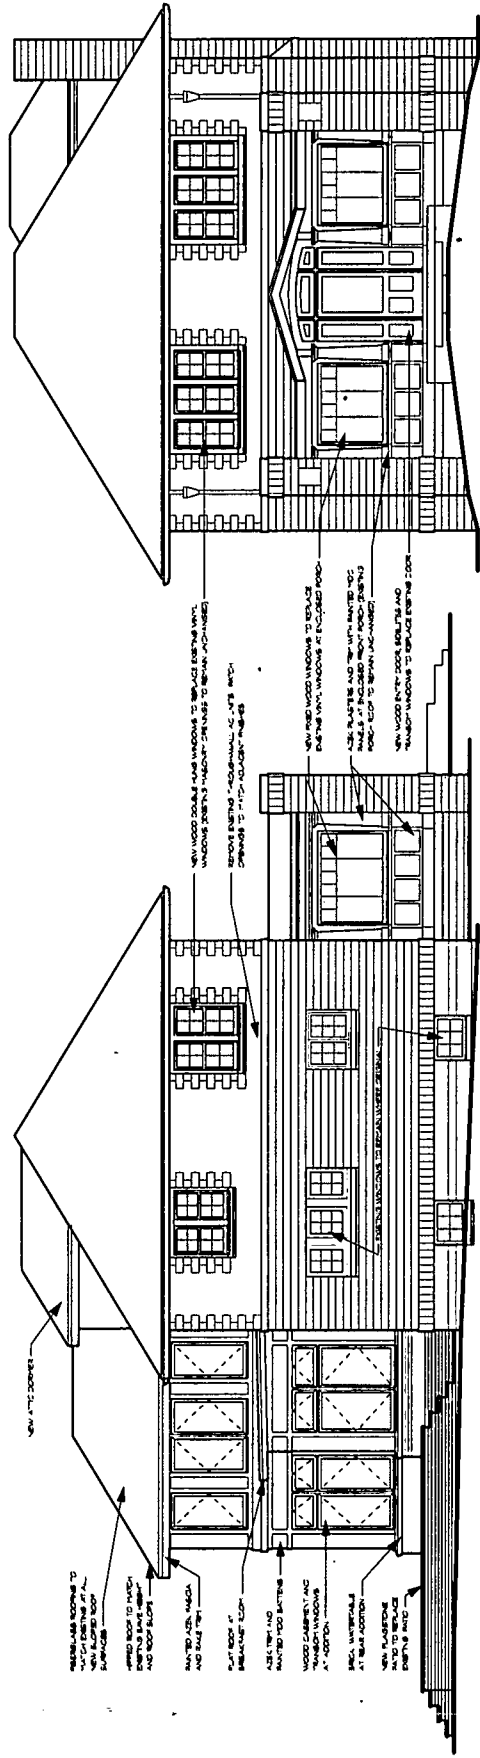 NEW ATTIC DORMER
FIBERGLASS ROOFING TO
MATCH EXISTING AT ALL
NEW SLOPED ROOF
SURFACES
HIPPED ROOF TO MATCH
EXISTING EAVE HEIGHT
AND ROOF SLOPE
PAINTED AZEK FASCIA
AND RAKE TRIM
FLAT ROOF AT
BREAKFAST ROOM
AZEK TRIM AND
PAINTED MDO BATTENS
WOOD CASEMENT AND
TRANSOM WINDOWS
AT ADDITION
BRICK WATERTABLE
AT REAR ADDITION
NEW FLAGSTONE
PATIO TO REPLACE
EXISTING PATIO
NEW WOOD DOUBLE HUNG WINDOWS TO REPLACE EXISTING VINYL
WINDOWS (EXISTING MASONRY OPENINGS TO REMAIN UNCHANGED)
REMOVE EXISTING THROUGH-WALL AC UNITS, PATCH
OPENINGS TO MATCH ADJACENT FINISHES
EXISTING WINDOWS TO REMAIN WHERE ORIGINAL
NEW FIXED WOOD WINDOWS TO REPLACE
EXISTING VINYL WINDOWS AT ENCLOSED PORCH
AZEK PILASTERS AND TRIM WITH PAINTED MDO
PANELS AT ENCLOSED FRONT PORCH (EXISTING
PORCH ROOF TO REMAIN UNCHANGED)
NEW WOOD ENTRY DOOR, SIDELITES AND
TRANSOM WINDOWS TO REPLACE EXISTING DOOR